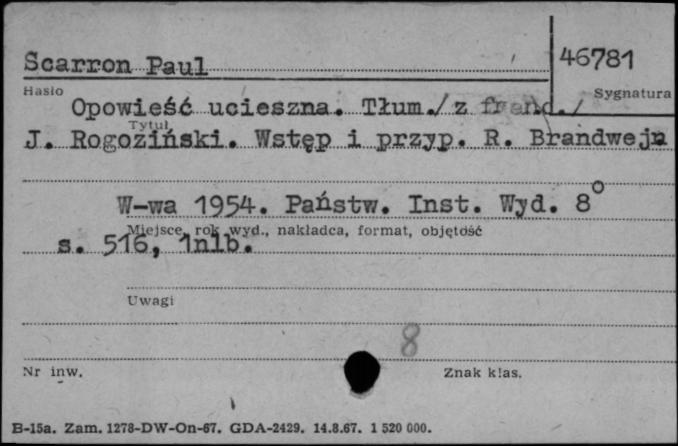 Scarron Paul
46781
Hasło
Sygnatura
Opowieść ucieszna. Tłum./z franc./
Tytuł
J. Rogoziński. Wstęp i przyp. R. Brandwejn
W-wa 1954. Państw. Inst. Wyd. 8°
Miejsce, rok wyd., nakładca, format, objętość
s. 516, 1nlb.
Uwagi
8
Nr inw.
Znak klas.
B-15a. Zam. 1278-DW-On-67. GDA-2429. 14.8.67. 1 520 000.